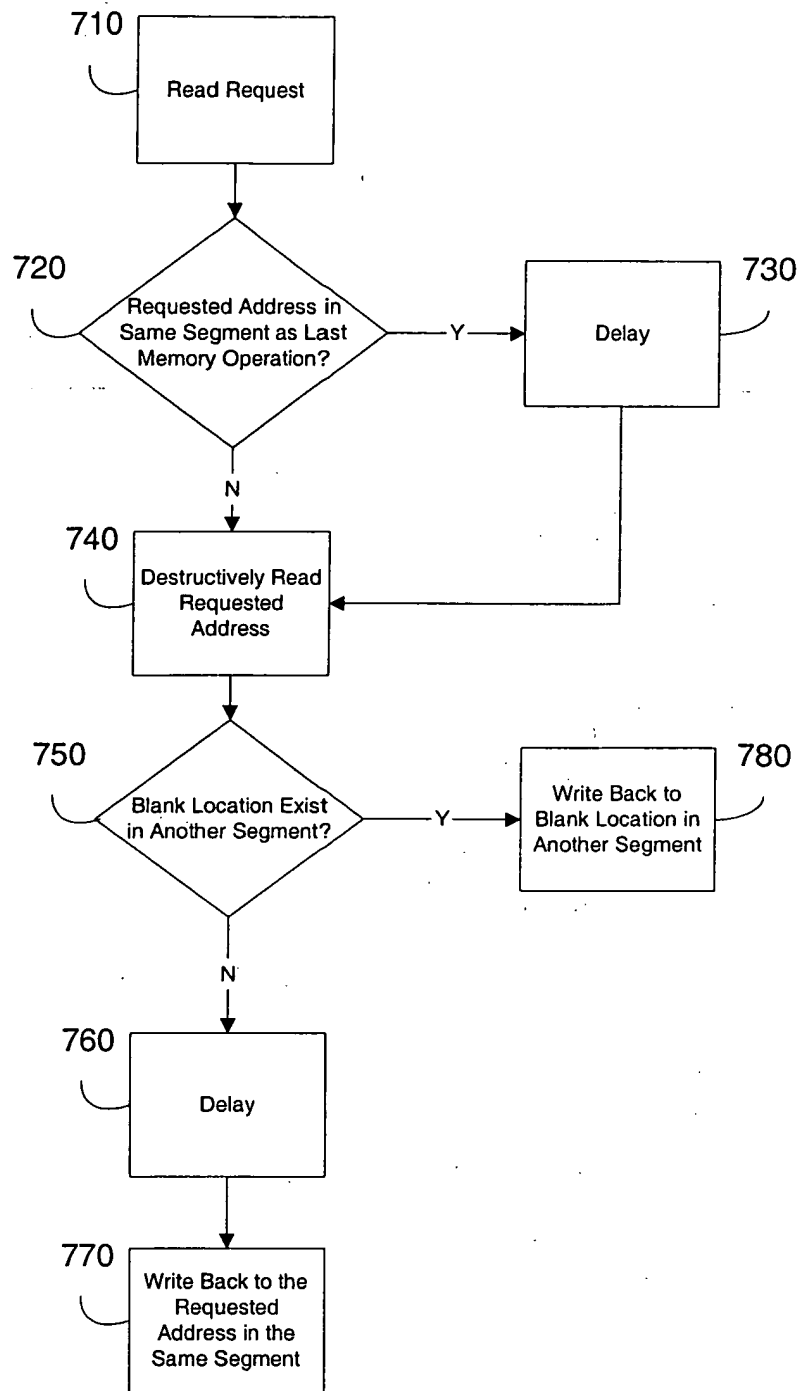 710
Read Request
720
Requested Address in
Same Segment as Last
Memory Operation?
Y
730
Delay
N
740
Destructively Read
Requested
Address
750
Blank Location Exist
in Another Segment?
Y
780
Write Back to
Blank Location in
Another Segment
N
760
Delay
770
Write Back to the
Requested
Address in the
Same Segment